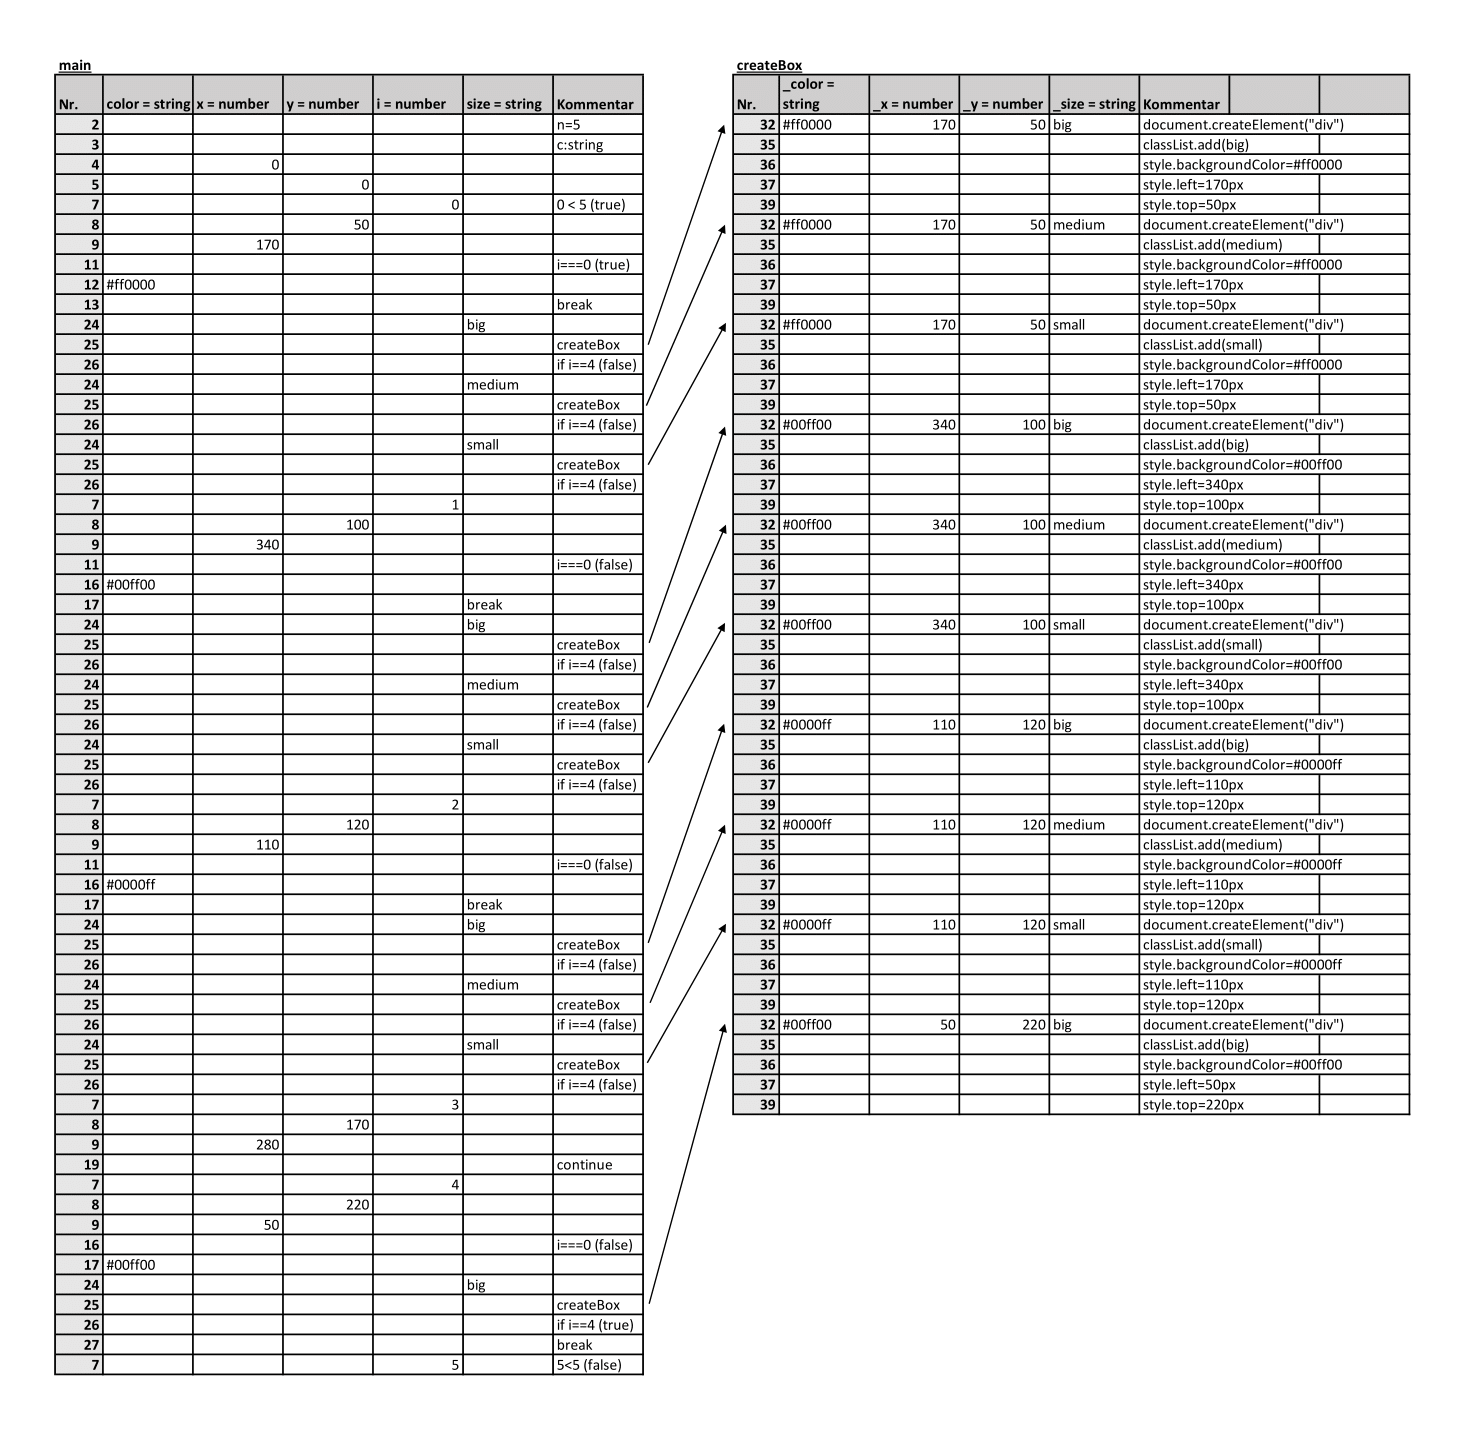 main
Nr. color = string x = number y = number i = number size = string Kommentar
2 n=5
3 c:string
4 0
5 0
7 0 0 < 5 (true)
8 50
9 170
11 i===0 (true)
12 #ff0000
13 break
24 big
25 createBox
26 if i==4 (false)
24 medium
25 createBox
26 if i==4 (false)
24 small
25 createBox
26 if i==4 (false)
7 1
8 100
9 340
11 i===0 (false)
16 #00ff00
17 break
24 big
25 createBox
26 if i==4 (false)
24 medium
25 createBox
26 if i==4 (false)
24 small
25 createBox
26 if i==4 (false)
7 2
8 120
9 110
11 i===0 (false)
16 #0000ff
17 break
24 big
25 createBox
26 if i==4 (false)
24 medium
25 createBox
26 if i==4 (false)
24 small
25 createBox
26 if i==4 (false)
7 3
8 170
9 280
19 continue
7 4
8 220
9 50
16 i===0 (false)
17 #00ff00
24 big
25 createBox
26 if i==4 (true)
27 break
7 5 5<5 (false)
createBox
Nr. _color = string _x = number _y = number _size = string Kommentar
32 #ff0000 170 50 big document.createElement("div")
35 classList.add(big)
36 style.backgroundColor=#ff0000
37 style.left=170px
39 style.top=50px
32 #ff0000 170 50 medium document.createElement("div")
35 classList.add(medium)
36 style.backgroundColor=#ff0000
37 style.left=170px
39 style.top=50px
32 #ff0000 170 50 small document.createElement("div")
35 classList.add(small)
36 style.backgroundColor=#ff0000
37 style.left=170px
39 style.top=50px
32 #00ff00 340 100 big document.createElement("div")
35 classList.add(big)
36 style.backgroundColor=#00ff00
37 style.left=340px
39 style.top=100px
32 #00ff00 340 100 medium document.createElement("div")
35 classList.add(medium)
36 style.backgroundColor=#00ff00
37 style.left=340px
39 style.top=100px
32 #00ff00 340 100 small document.createElement("div")
35 classList.add(small)
36 style.backgroundColor=#00ff00
37 style.left=340px
39 style.top=100px
32 #0000ff 110 120 big document.createElement("div")
35 classList.add(big)
36 style.backgroundColor=#0000ff
37 style.left=110px
39 style.top=120px
32 #0000ff 110 120 medium document.createElement("div")
35 classList.add(medium)
36 style.backgroundColor=#0000ff
37 style.left=110px
39 style.top=120px
32 #0000ff 110 120 small document.createElement("div")
35 classList.add(small)
36 style.backgroundColor=#0000ff
37 style.left=110px
39 style.top=120px
32 #00ff00 50 220 big document.createElement("div")
35 classList.add(big)
36 style.backgroundColor=#00ff00
37 style.left=50px
39 style.top=220px